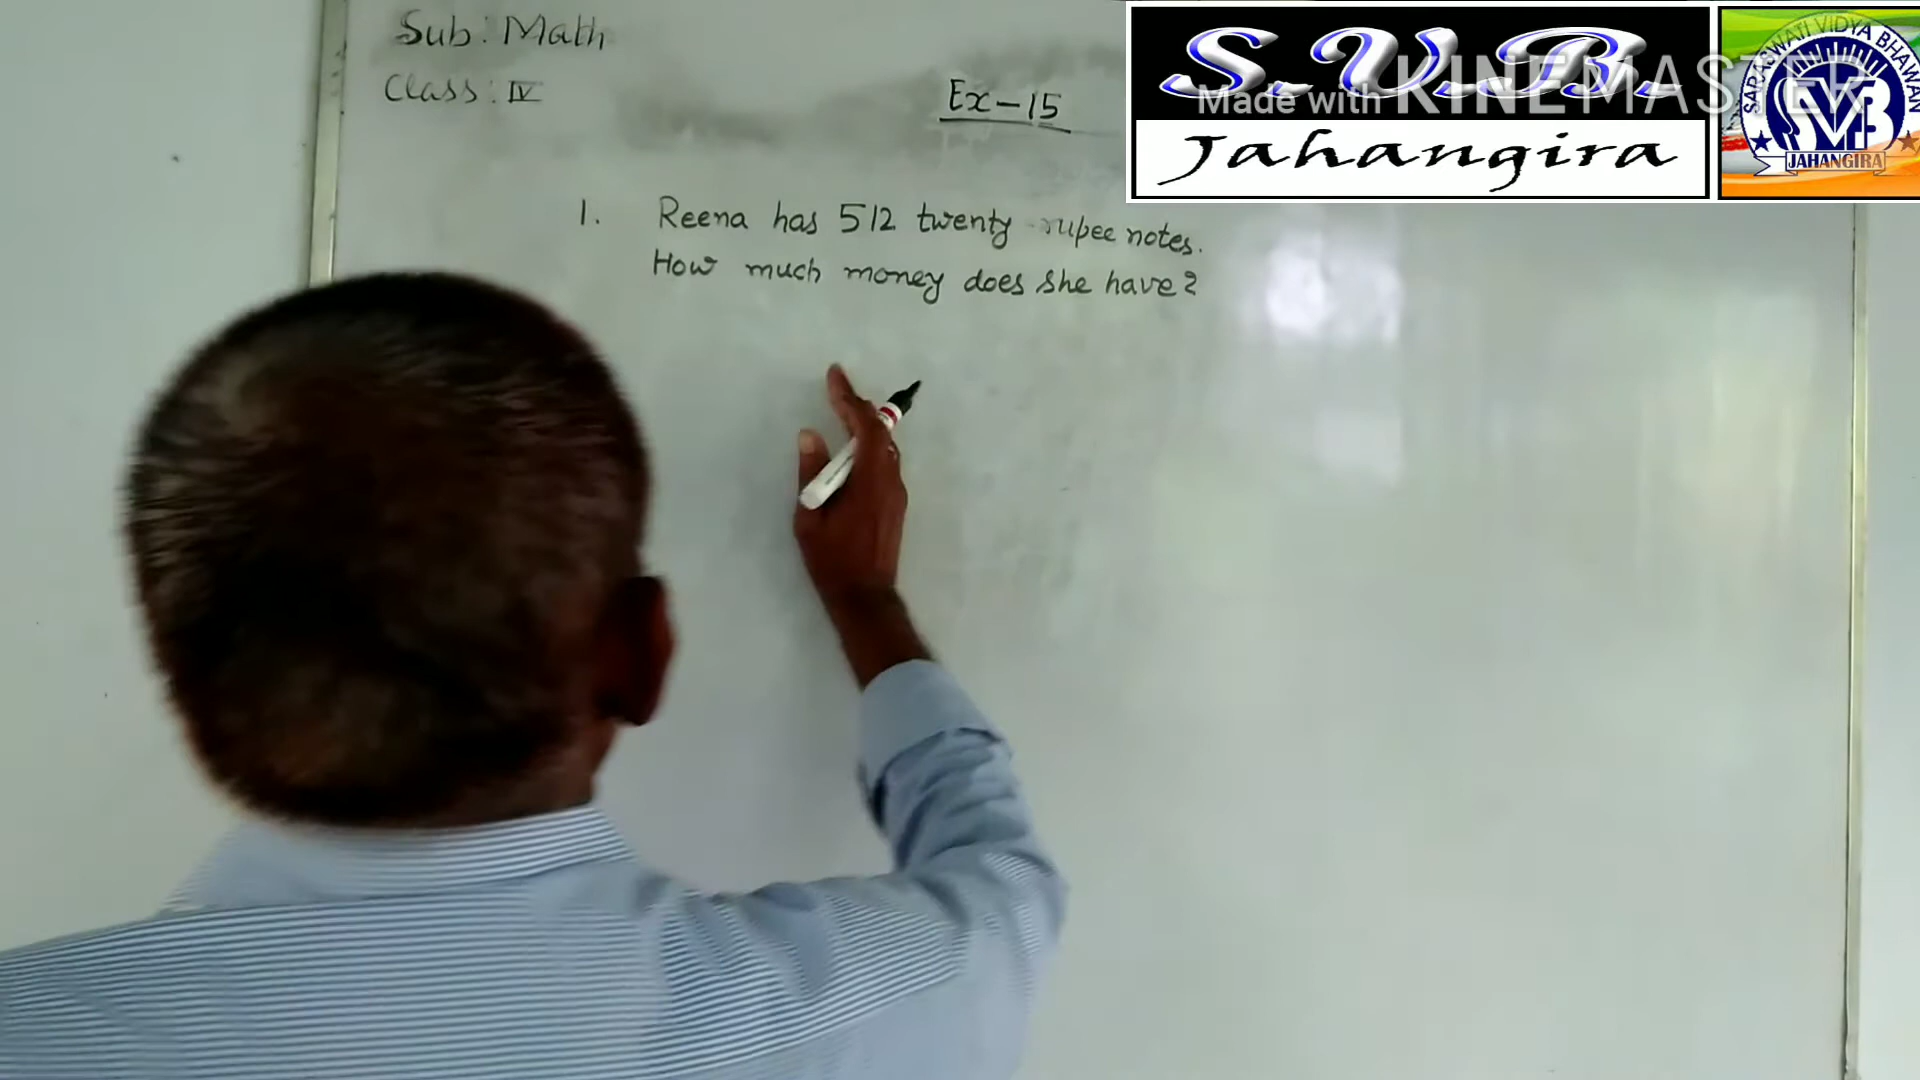 Sub: Math
Class: IV
Ex-15
S.V.B.
Made with KINEMASTER
Jahangira
SARASWATI VIDYA BHAWAN
SVB
JAHANGIRA
1. Reena has 512 twenty rupee notes.
How much money does she have?